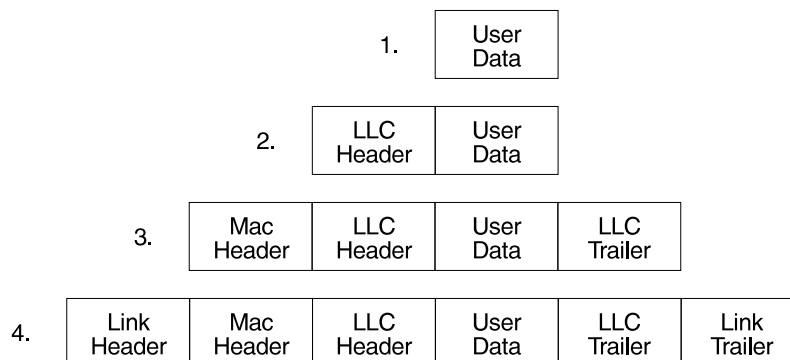 1. User Data
2. LLC Header User Data
3. Mac Header LLC Header User Data LLC Trailer
4. Link Header Mac Header LLC Header User Data LLC Trailer Link Trailer